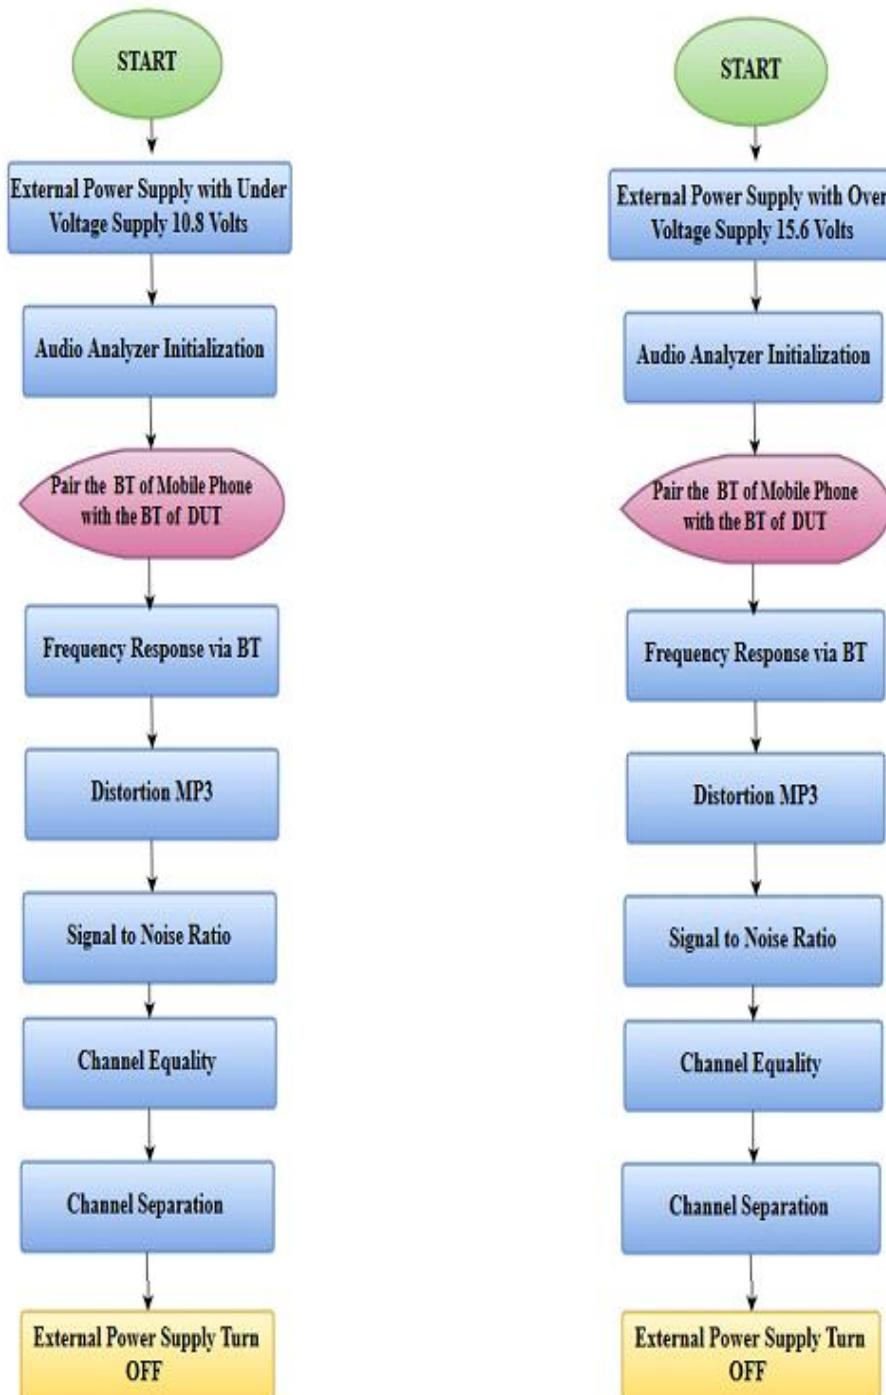 START
External Power Supply with Under
Voltage Supply 10.8 Volts
Audio Analyzer Initialization
Pair the BT of Mobile Phone
with the BT of DUT
Frequency Response via BT
Distortion MP3
Signal to Noise Ratio
Channel Equality
Channel Separation
External Power Supply Turn
OFF
START
External Power Supply with Over
Voltage Supply 15.6 Volts
Audio Analyzer Initialization
Pair the BT of Mobile Phone
with the BT of DUT
Frequency Response via BT
Distortion MP3
Signal to Noise Ratio
Channel Equality
Channel Separation
External Power Supply Turn
OFF